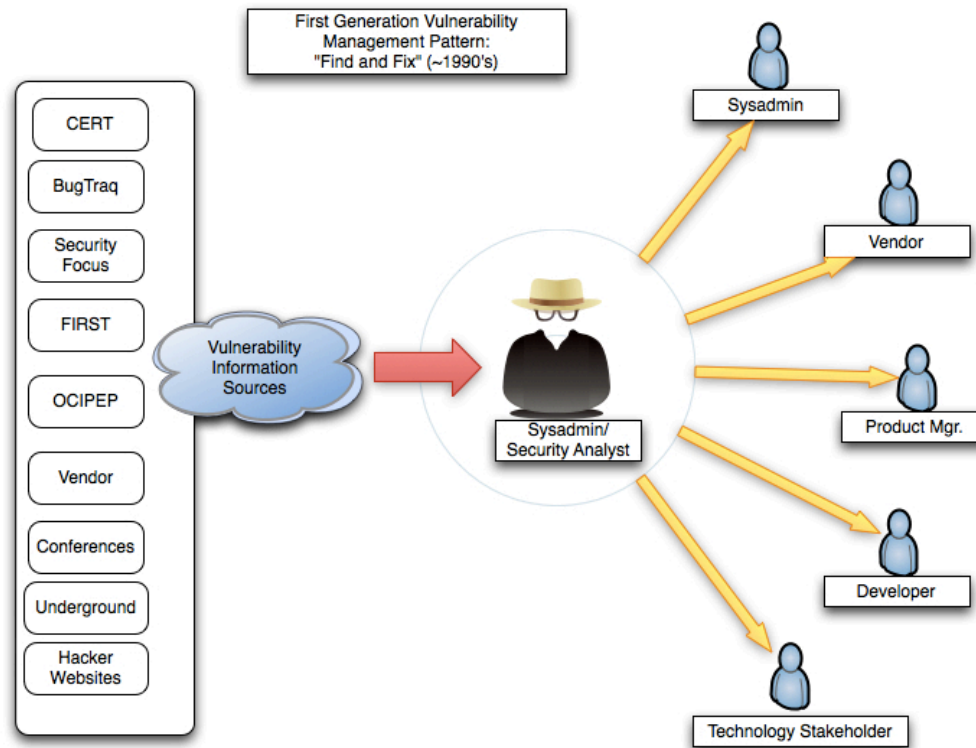 First Generation Vulnerability
Management Pattern:
"Find and Fix" (~1990's)
CERT
BugTraq
Security
Focus
FIRST
OCIPEP
Vendor
Conferences
Underground
Hacker
Websites
Vulnerability
Information
Sources
Sysadmin/
Security Analyst
Sysadmin
Vendor
Product Mgr.
Developer
Technology Stakeholder